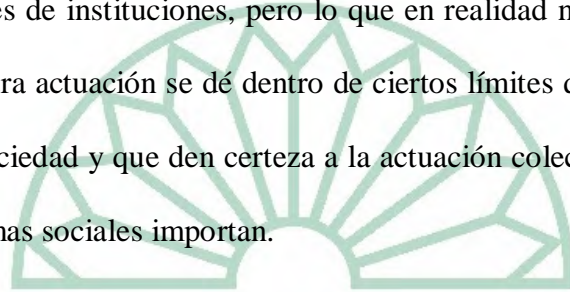 es de instituciones, pero lo que en realidad n
ra actuación se dé dentro de ciertos límites
ciedad y que den certeza a la actuación colec
nas sociales importan.